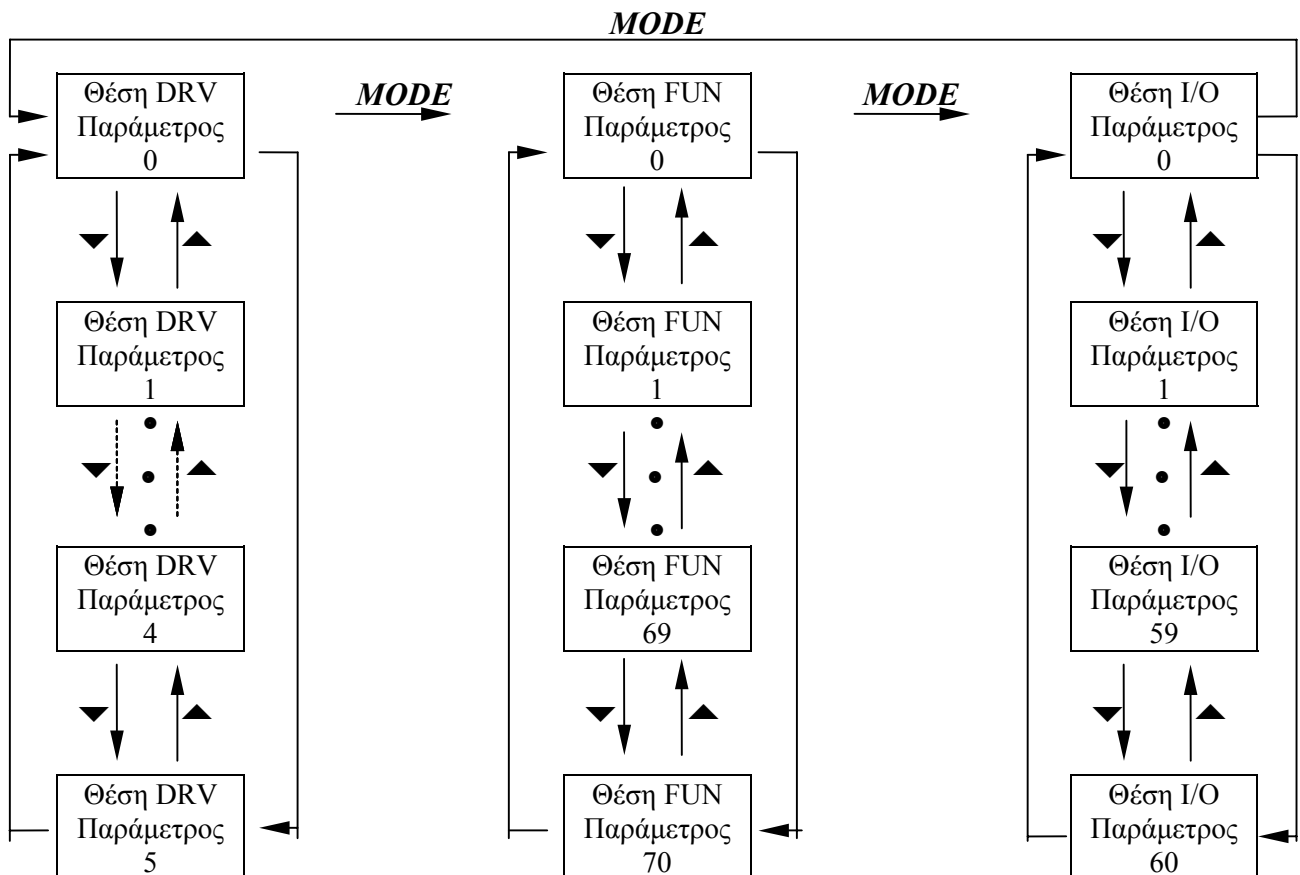 MODE
Θέση DRV
Παράμετρος
0
MODE
Θέση FUN
Παράμετρος
0
MODE
Θέση I/O
Παράμετρος
0
Θέση DRV
Παράμετρος
1
Θέση FUN
Παράμετρος
1
Θέση I/O
Παράμετρος
1
Θέση DRV
Παράμετρος
4
Θέση FUN
Παράμετρος
69
Θέση I/O
Παράμετρος
59
Θέση DRV
Παράμετρος
5
Θέση FUN
Παράμετρος
70
Θέση I/O
Παράμετρος
60